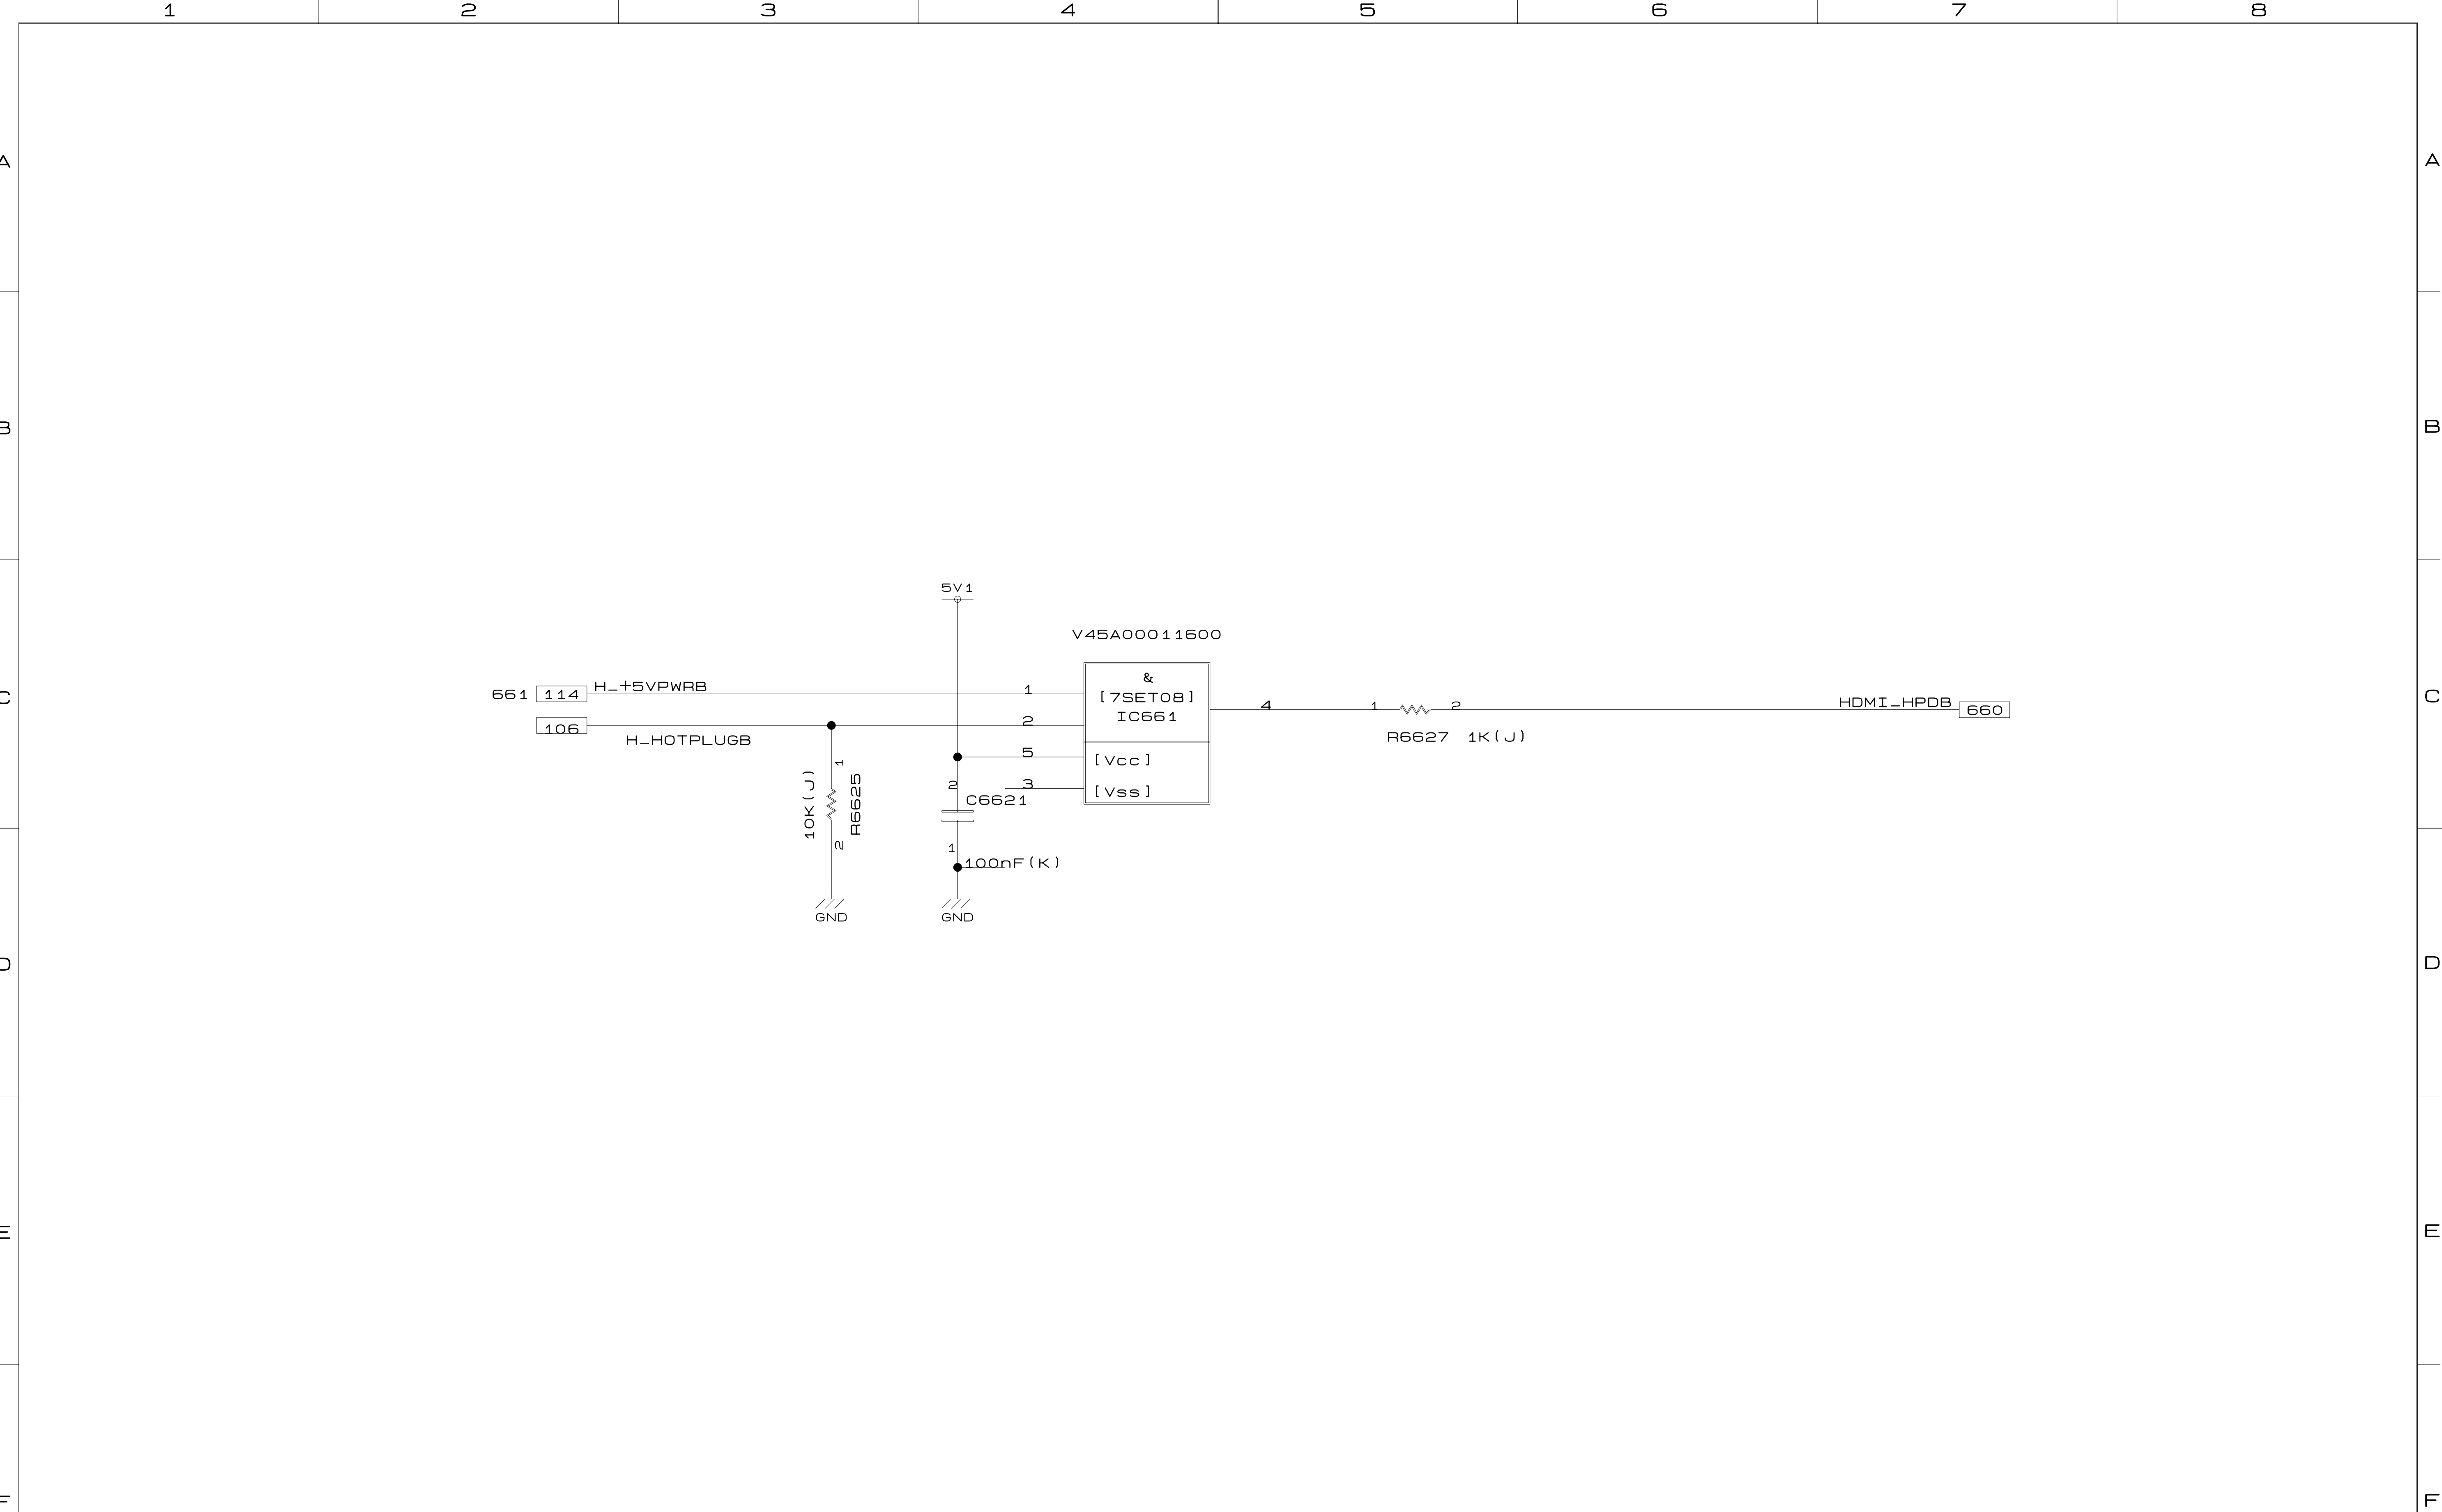 1 2 3 4 5 6 7 8
A A
B B
5V1
V45A00011600
C C
661 114 H_+5VPWRB 1
&
[7SET08]
IC661
106 H_HOTPLUGB 2
4 1 2 HDMI_HPDB 660
R6627 1K(J)
5 [Vcc]
3 [Vss]
10K(J) 1 R6625 2
2 C6621
1 100nF(K)
GND GND
D D
E E
F F